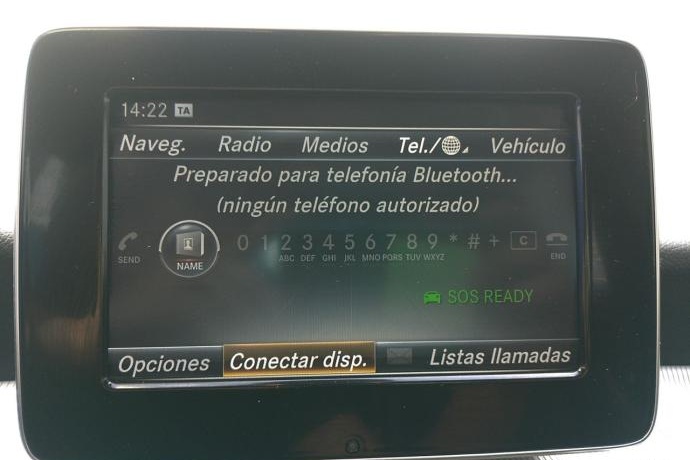 14:22 TA
Naveg. Radio Medios Tel./ Vehículo
Preparado para telefonía Bluetooth...
(ningún teléfono autorizado)
0 1 2 3 4 5 6 7 8 9 * # + C
SEND NAME ABC DEF GHI JKL MNO PQRS TUV WXYZ END
SOS READY
Opciones Conectar disp. Listas llamadas